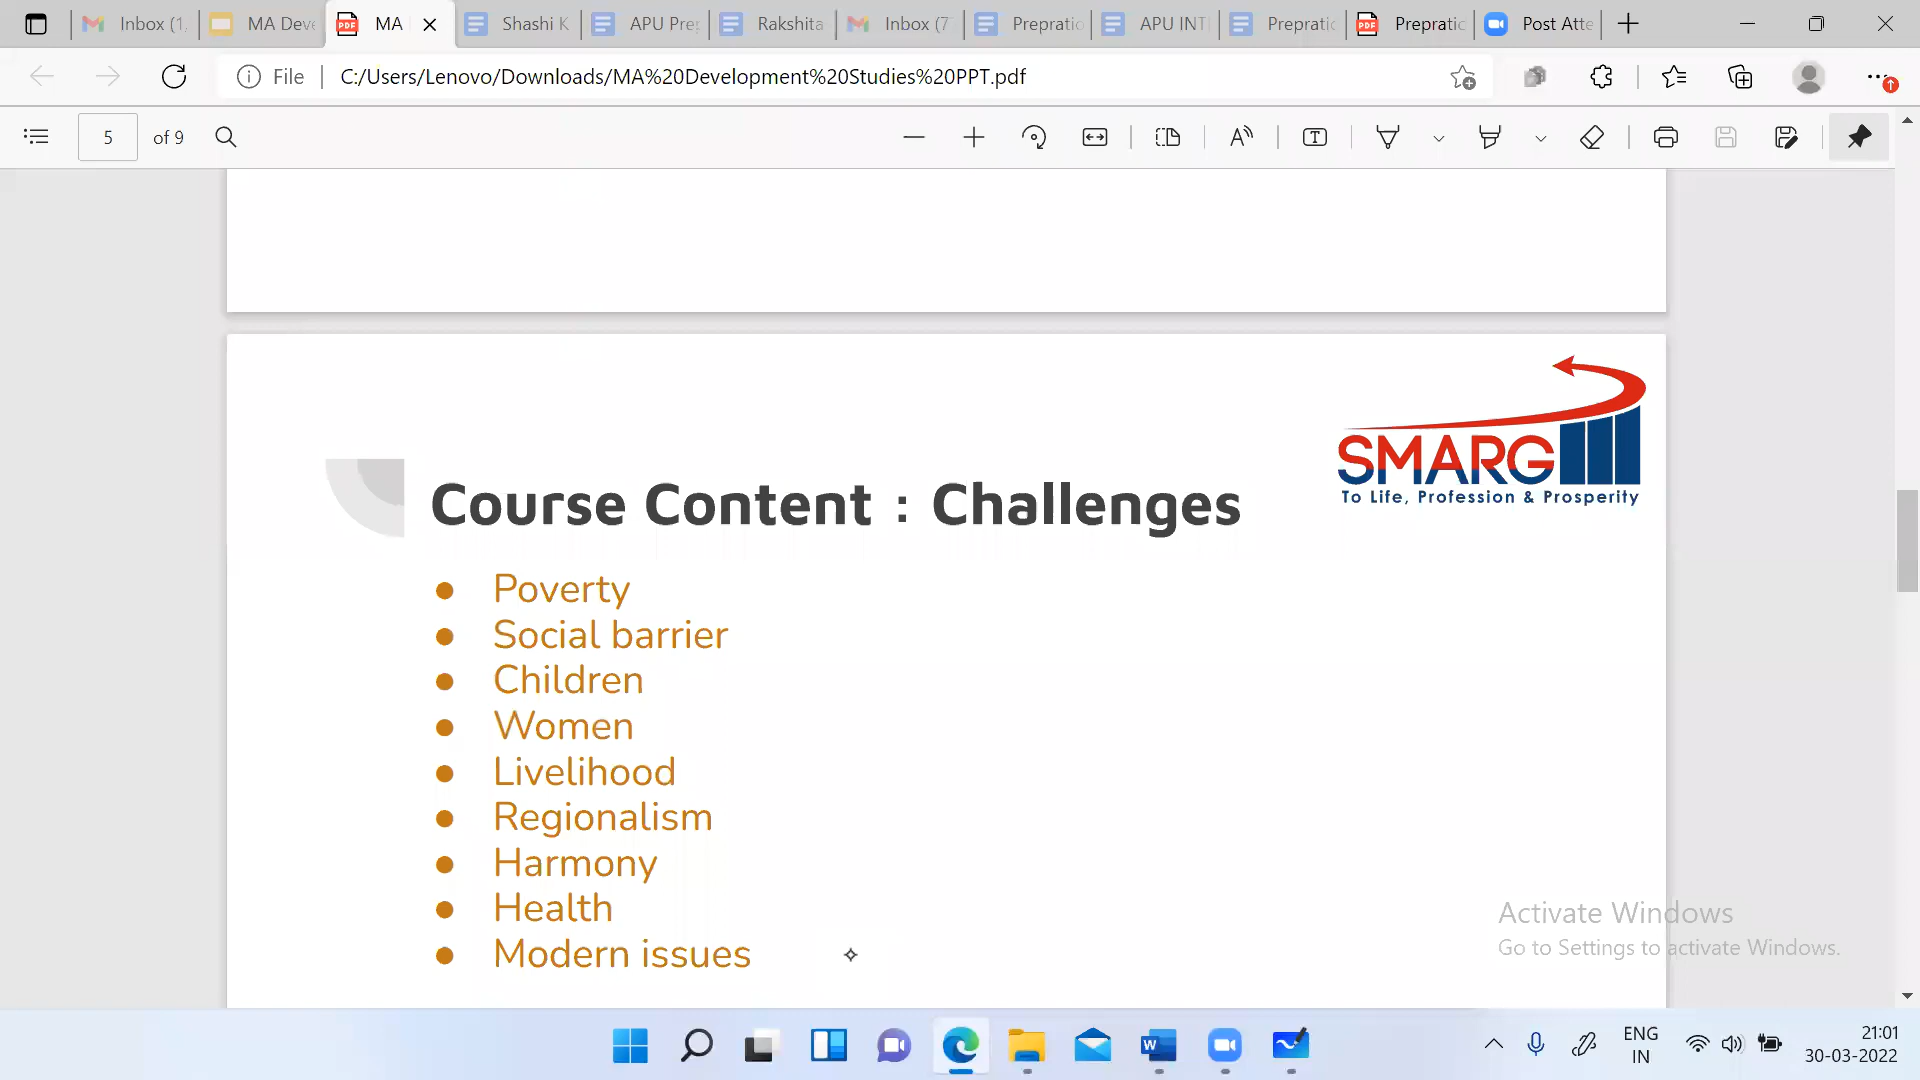 Inbox (1,
MA Deve
MA
Shashi K
APU Prep
Rakshita
Inbox (7
Prepratio
APU INT
Prepratio
Prepratio
Post Atte
File
C:/Users/Lenovo/Downloads/MA%20Development%20Studies%20PPT.pdf
5 of 9
SMARG
To Life, Profession & Prosperity
Course Content : Challenges
Poverty
Social barrier
Children
Women
Livelihood
Regionalism
Harmony
Health
Modern issues
Activate Windows
Go to Settings to activate Windows.
ENG
IN
21:01
30-03-2022